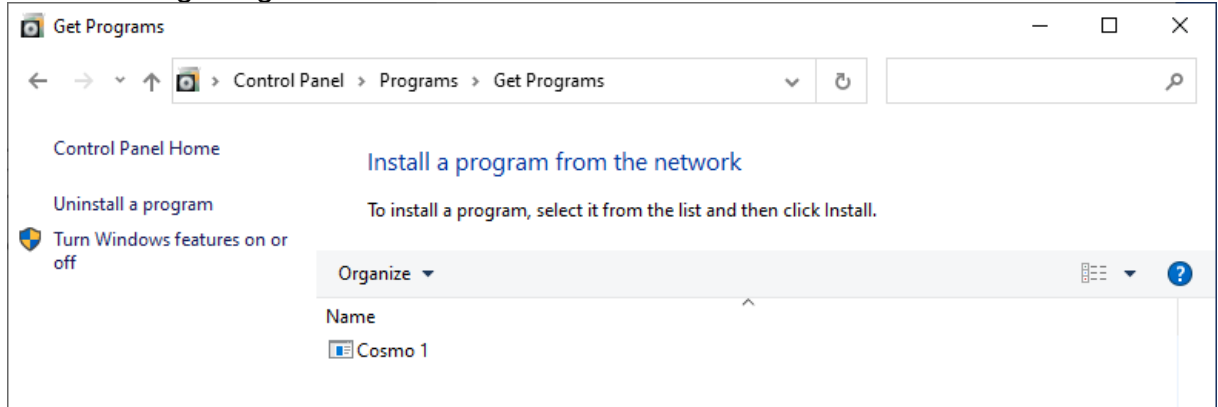 Get Programs
Control Panel > Programs > Get Programs
Control Panel Home
Install a program from the network
Uninstall a program
To install a program, select it from the list and then click Install.
Turn Windows features on or
off
Organize
Name
Cosmo 1